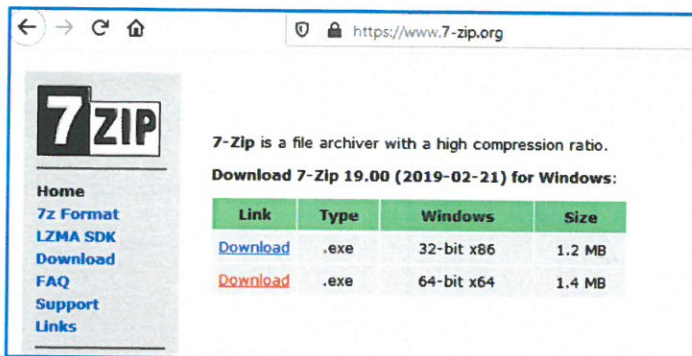 https://www.7-zip.org
7 ZIP
7-Zip is a file archiver with a high compression ratio.
Download 7-Zip 19.00 (2019-02-21) for Windows:
Link Type Windows Size
Download .exe 32-bit x86 1.2 MB
Download .exe 64-bit x64 1.4 MB
Home
7z Format
LZMA SDK
Download
FAQ
Support
Links